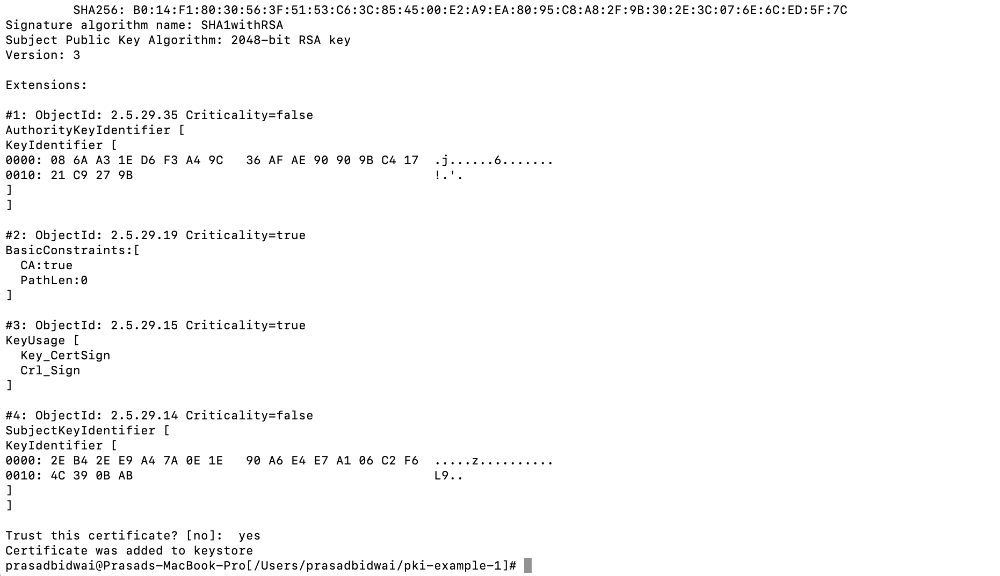 SHA256: B0:14:F1:80:30:56:3F:51:53:C6:3C:85:45:00:E2:A9:EA:80:95:C8:A8:2F:9B:30:2E:3C:07:6E:6C:ED:5F:7C
Signature algorithm name: SHA1withRSA
Subject Public Key Algorithm: 2048-bit RSA key
Version: 3
Extensions:
#1: ObjectId: 2.5.29.35 Criticality=false
AuthorityKeyIdentifier [
KeyIdentifier [
0000: 08 6A A3 1E D6 F3 A4 9C   36 AF AE 90 90 9B C4 17  .j......6.......
0010: 21 C9 27 9B                                        !.'.
]
]
#2: ObjectId: 2.5.29.19 Criticality=true
BasicConstraints:[
  CA:true
  PathLen:0
]
#3: ObjectId: 2.5.29.15 Criticality=true
KeyUsage [
  Key_CertSign
  Crl_Sign
]
#4: ObjectId: 2.5.29.14 Criticality=false
SubjectKeyIdentifier [
KeyIdentifier [
0000: 2E B4 2E E9 A4 7A 0E 1E   90 A6 E4 E7 A1 06 C2 F6  .....z..........
0010: 4C 39 0B AB                                        L9..
]
]
Trust this certificate? [no]:  yes
Certificate was added to keystore
prasadbidwai@Prasads-MacBook-Pro[/Users/prasadbidwai/pki-example-1]#